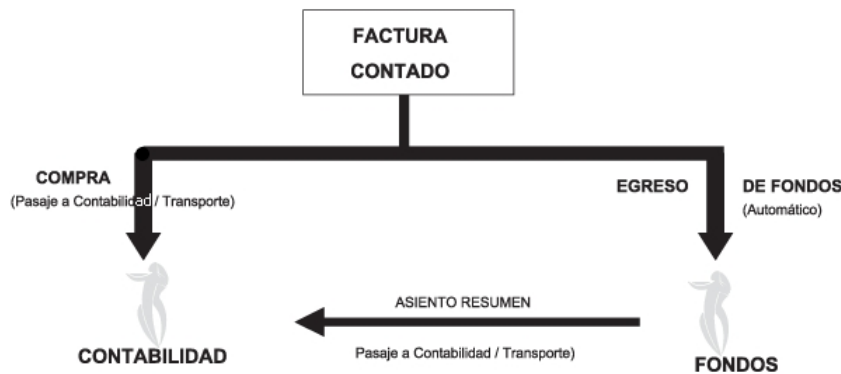 FACTURA
CONTADO
COMPRA
(Pasaje a Contabilidad / Transporte)
EGRESO DE FONDOS
(Automático)
ASIENTO RESUMEN
Pasaje a Contabilidad / Transporte)
CONTABILIDAD
FONDOS